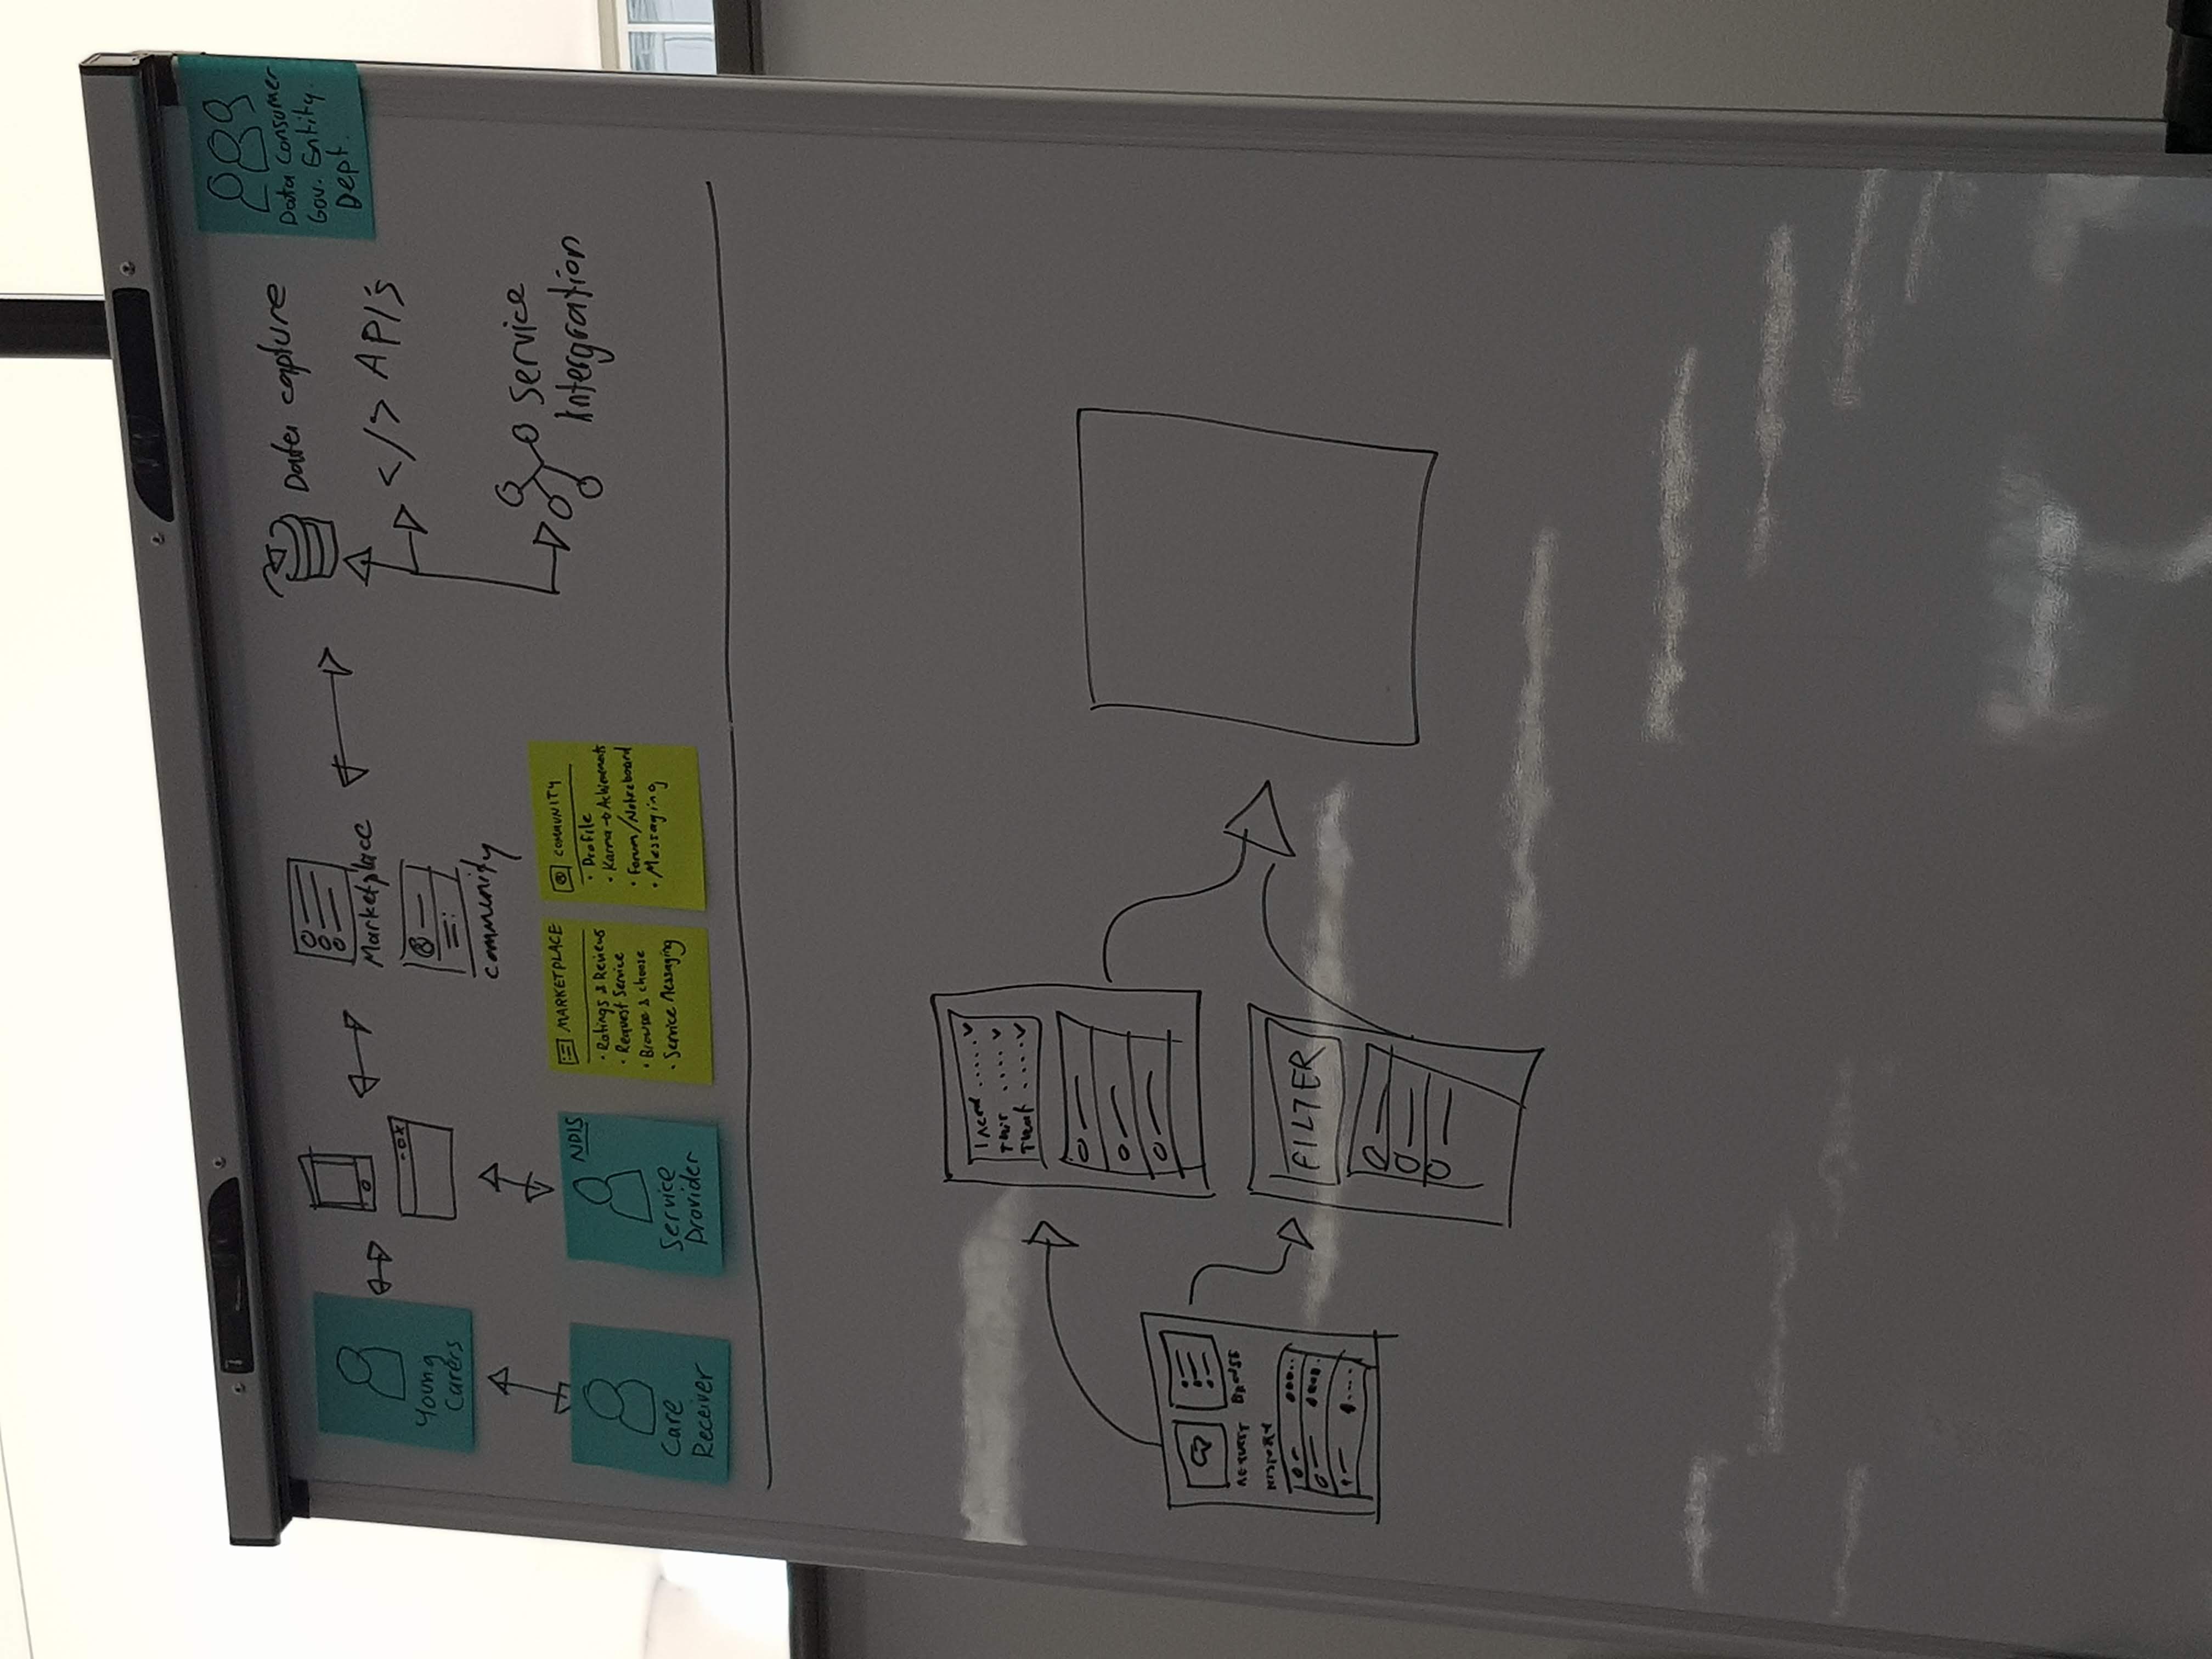 Data Consumer
Gov. Entity.
Dept.
Data capture
</> API's
Service
Intergration
Marketplace
Community
Young
Carers
Care
Receiver
NDIS
Service
Provider
MARKETPLACE
• Ratings & Reviews
• Request Service
• Browse & choose
• Service Messaging
COMMUNITY
• Profile
• Karma → Achievements
• Forum/Noticeboard
• Messaging
I need ..... ✓
This .... ✓
That .... ✓
REQUEST BROWSE
HISTORY
FILTER